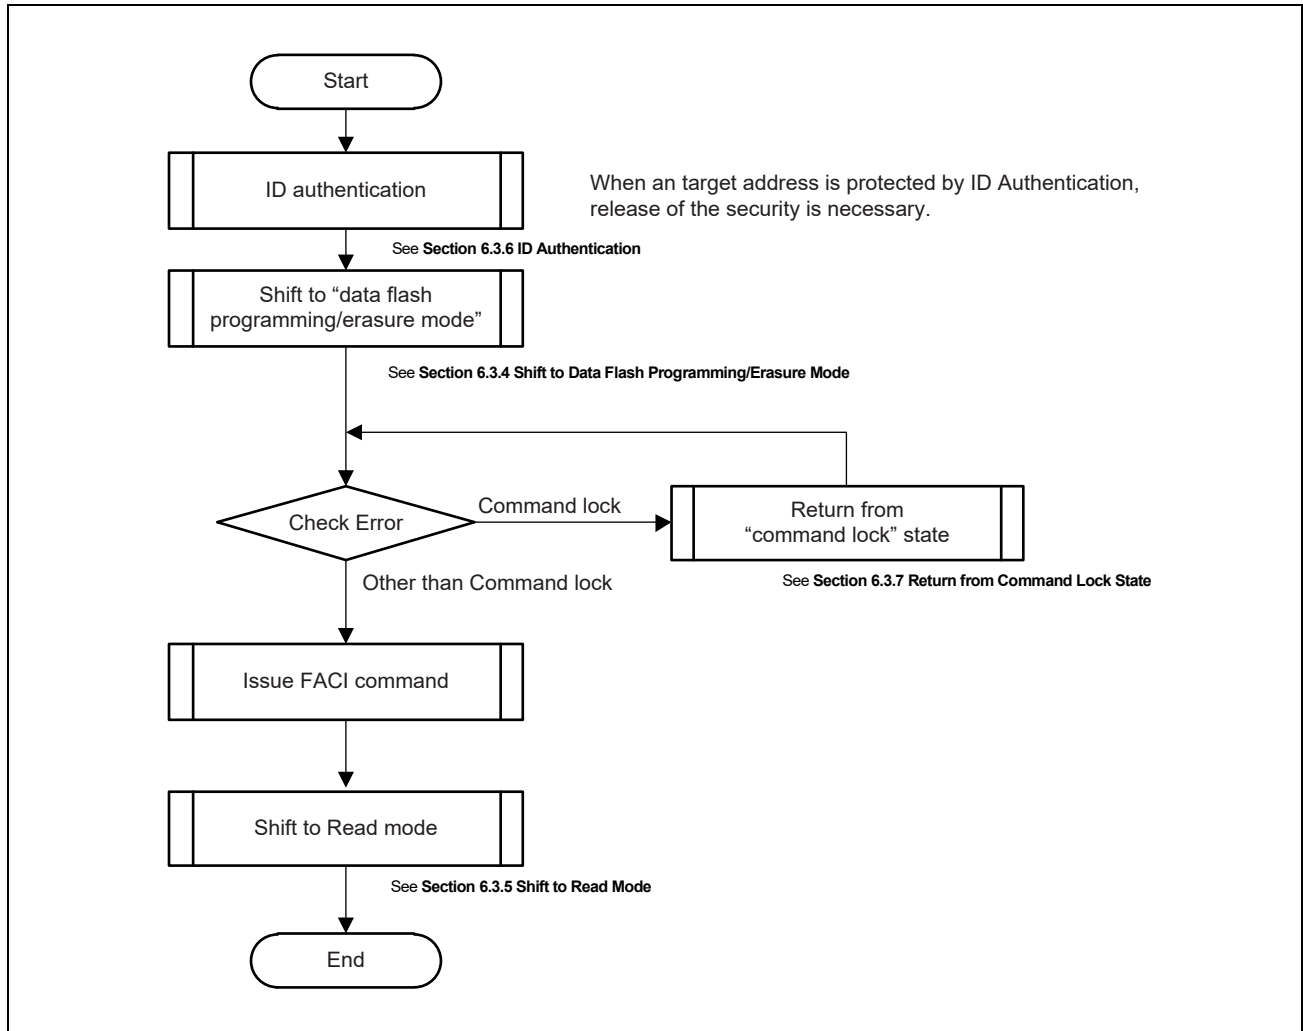 Start
ID authentication
When an target address is protected by ID Authentication,
release of the security is necessary.
See Section 6.3.6 ID Authentication
Shift to “data flash
programming/erasure mode”
See Section 6.3.4 Shift to Data Flash Programming/Erasure Mode
Check Error
Command lock
Return from
“command lock” state
See Section 6.3.7 Return from Command Lock State
Other than Command lock
Issue FACI command
Shift to Read mode
See Section 6.3.5 Shift to Read Mode
End